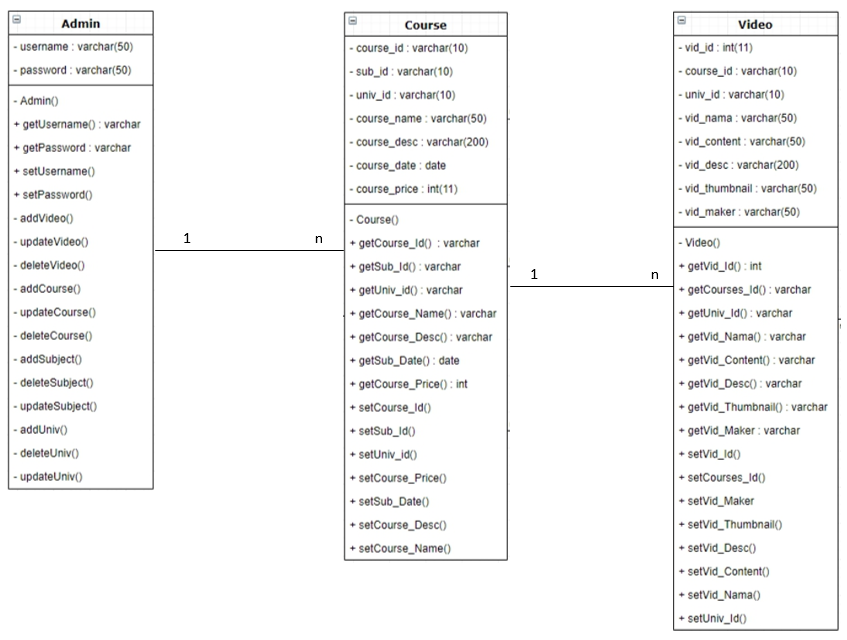 Admin
- username : varchar(50)
- password : varchar(50)
- Admin()
+ getUsername() : varchar
+ getPassword : varchar
+ setUsername()
+ setPassword()
- addVideo()
- updateVideo()
- deleteVideo()
- addCourse()
- updateCourse()
- deleteCourse()
- addSubject()
- deleteSubject()
- updateSubject()
- addUniv()
- deleteUniv()
- updateUniv()
1
n
Course
- course_id : varchar(10)
- sub_id : varchar(10)
- univ_id : varchar(10)
- course_name : varchar(50)
- course_desc : varchar(200)
- course_date : date
- course_price : int(11)
- Course()
+ getCourse_Id() : varchar
+ getSub_Id() : varchar
+ getUniv_id() : varchar
+ getCourse_Name() : varchar
+ getCourse_Desc() : varchar
+ getSub_Date() : date
+ getCourse_Price() : int
+ setCourse_Id()
+ setSub_Id()
+ setUniv_id()
+ setCourse_Price()
+ setSub_Date()
+ setCourse_Desc()
+ setCourse_Name()
1
n
Video
- vid_id : int(11)
- course_id : varchar(10)
- univ_id : varchar(10)
- vid_nama : varchar(50)
- vid_content : varchar(50)
- vid_desc : varchar(200)
- vid_thumbnail : varchar(50)
- vid_maker : varchar(50)
- Video()
+ getVid_Id() : int
+ getCourses_Id() : varchar
+ getUniv_Id() : varchar
+ getVid_Nama() : varchar
+ getVid_Content() : varchar
+ getVid_Desc() : varchar
+ getVid_Thumbnail() : varchar
+ getVid_Maker : varchar
+ setVid_Id()
+ setCourses_Id()
+ setVid_Maker
+ setVid_Thumbnail()
+ setVid_Desc()
+ setVid_Content()
+ setVid_Nama()
+ setUniv_Id()